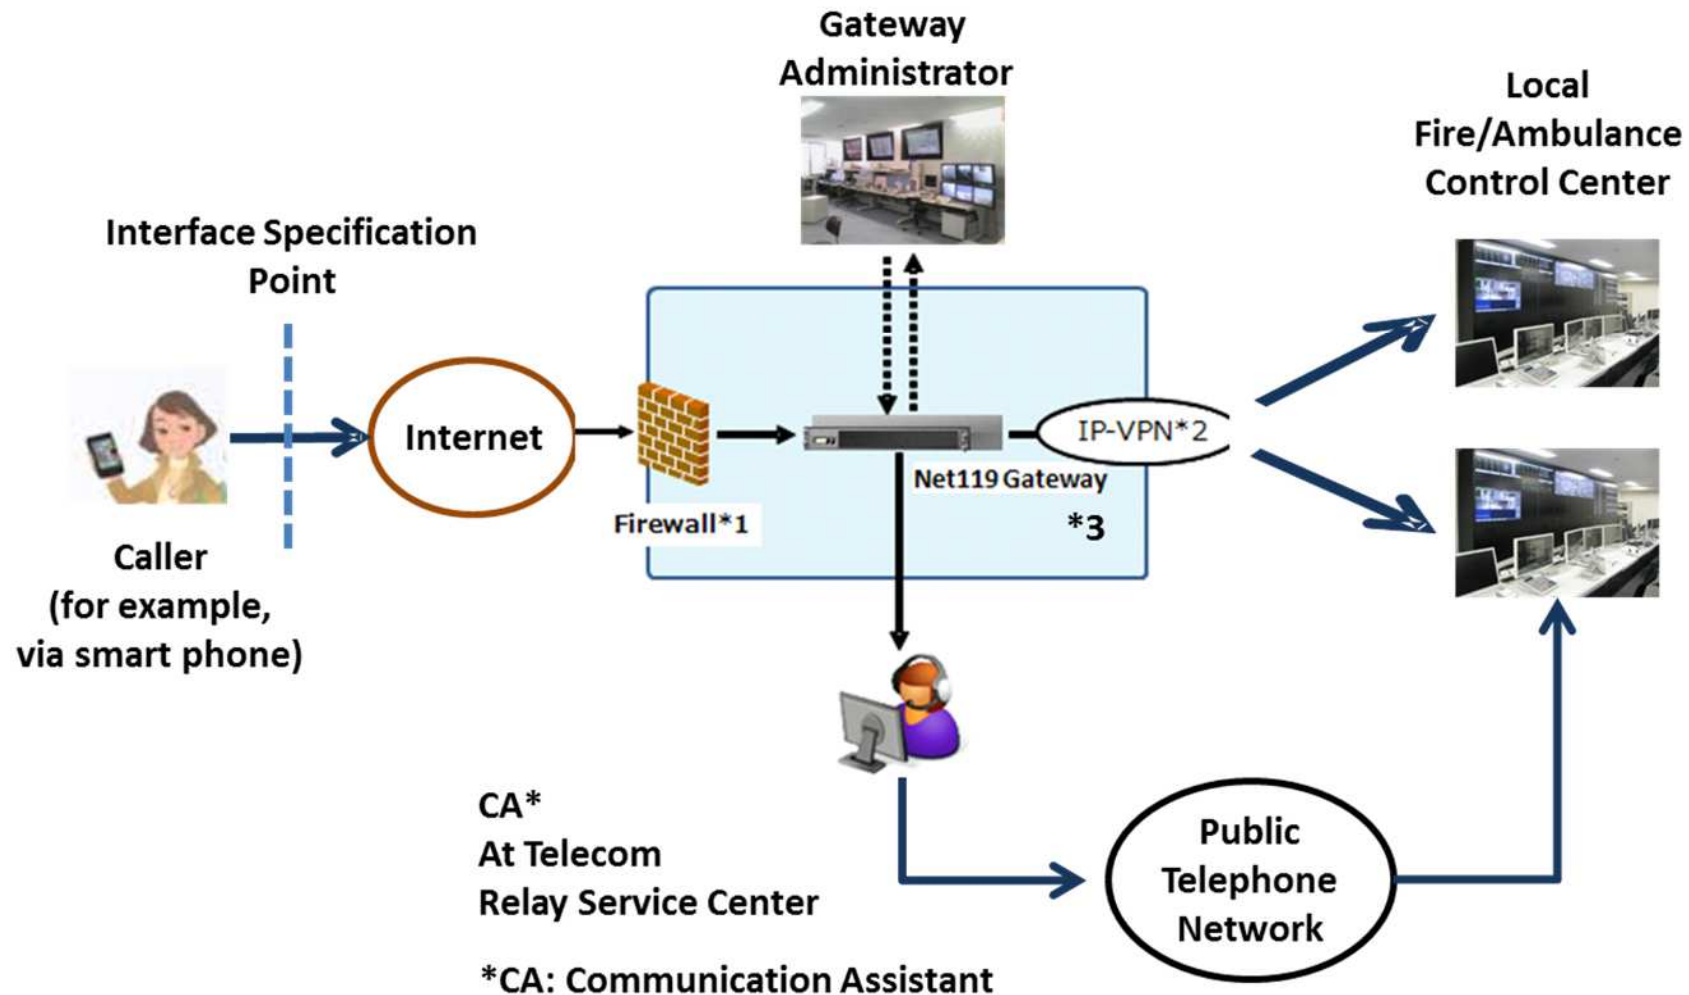 Gateway
Administrator
Local
Fire/Ambulance
Control Center
Interface Specification
Point
Internet
IP-VPN*2
Net119 Gateway
Firewall*1
*3
Caller
(for example,
via smart phone)
CA*
At Telecom
Relay Service Center
Public
Telephone
Network
*CA: Communication Assistant